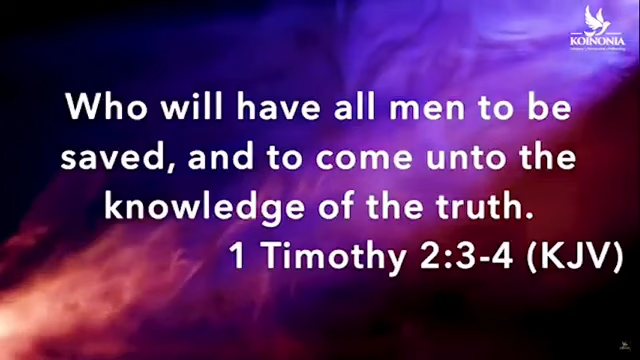 KOINONIA
Who will have all men to be
saved, and to come unto the
knowledge of the truth.
1 Timothy 2:3-4 (KJV)